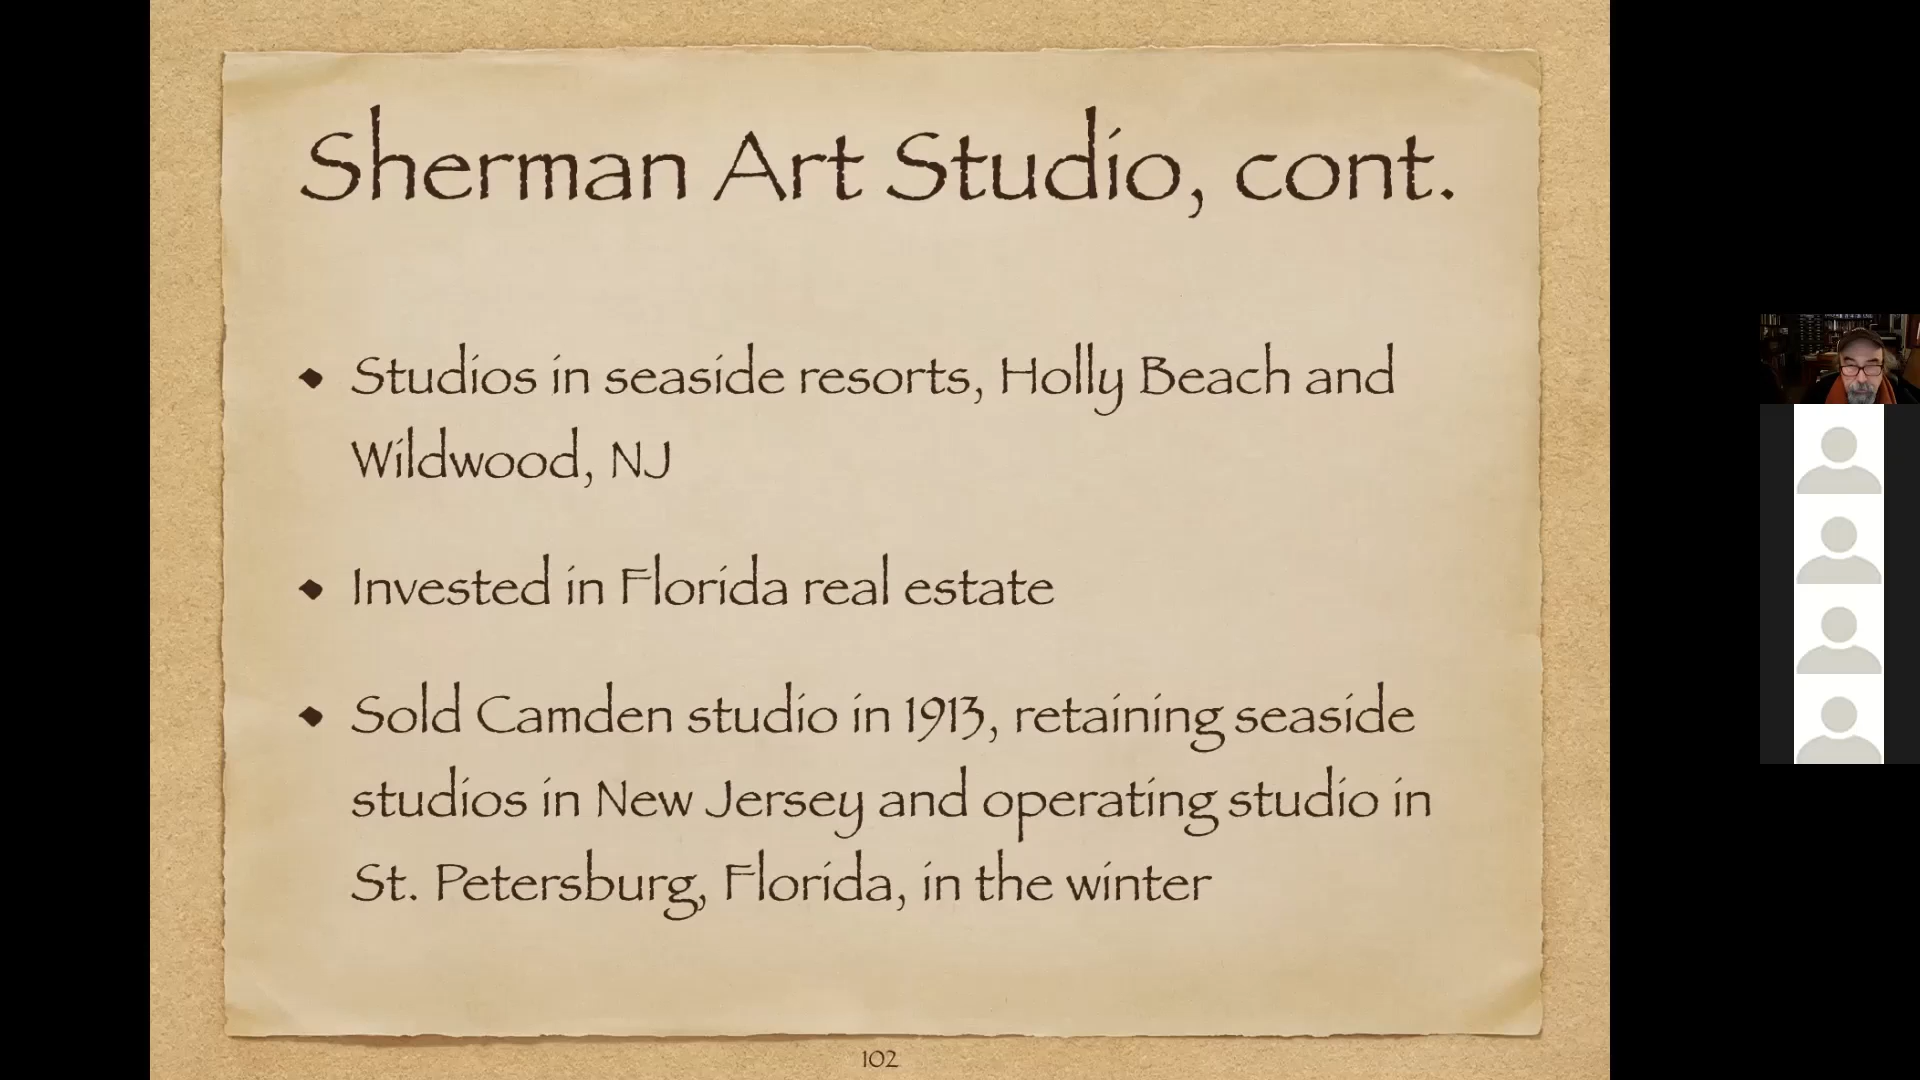 Sherman Art Studio, cont.
Studios in seaside resorts, Holly Beach and
Wildwood, NJ
Invested in Florida real estate
Sold Camden studio in 1913, retaining seaside
studios in New Jersey and operating studio in
St. Petersburg, Florida, in the winter
102